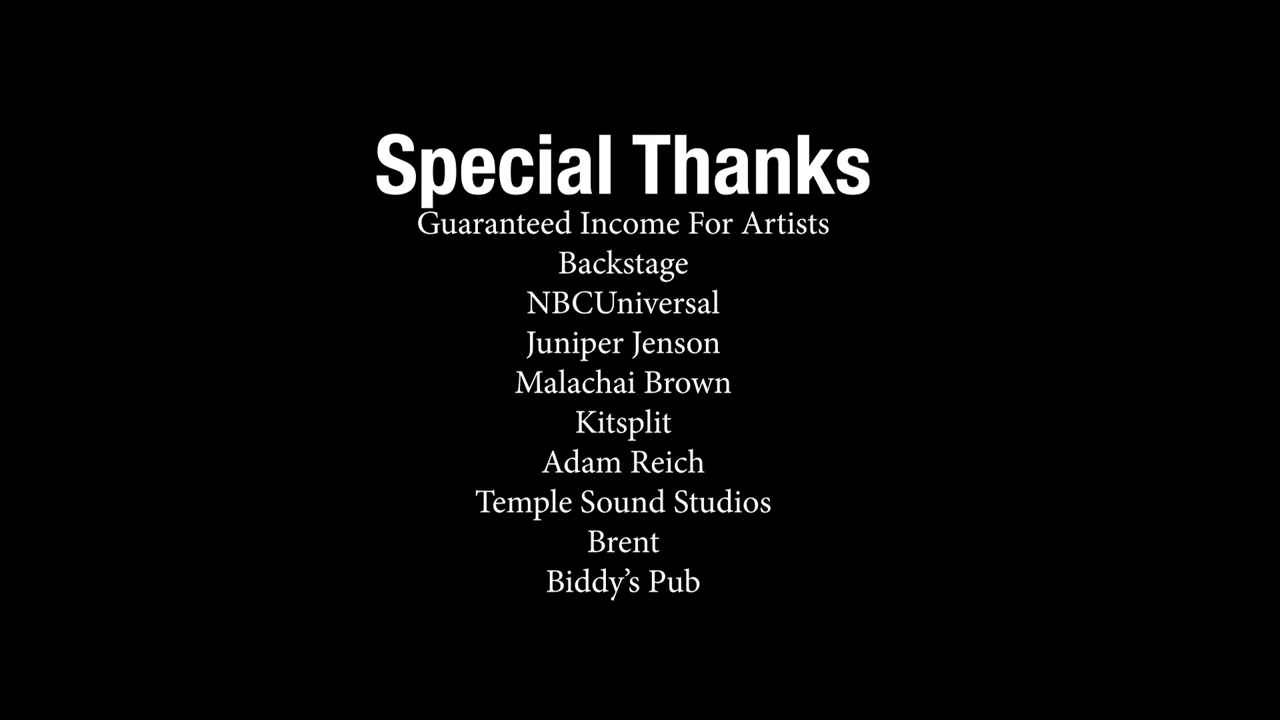 Special Thanks
Guaranteed Income For Artists
Backstage
NBCUniversal
Juniper Jenson
Malachai Brown
Kitsplit
Adam Reich
Temple Sound Studios
Brent
Biddy’s Pub